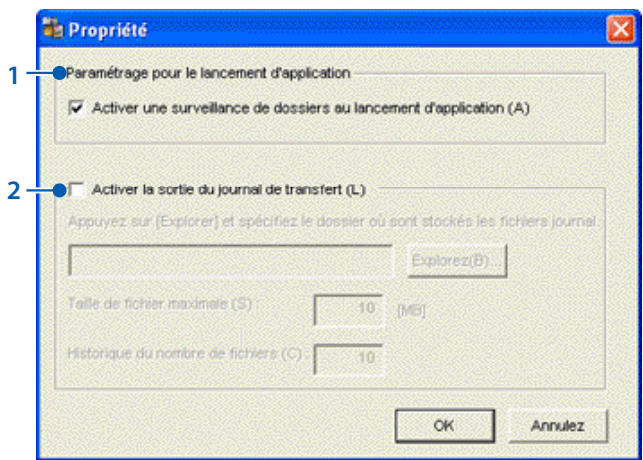 Propriété
1
Paramétrage pour le lancement d'application
Activer une surveillance de dossiers au lancement d'application (A)
2
Activer la sortie du journal de transfert (L)
Appuyez sur [Explorer] et spécifiez le dossier où sont stockés les fichiers journal.
Explorez(B)...
Taille de fichier maximale (S) : 10 [MB]
Historique du nombre de fichiers (C) : 10
OK Annulez